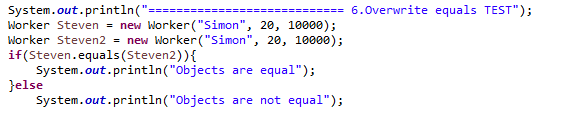 System.out.println("============================ 6.Overwrite equals TEST");
Worker Steven = new Worker("Simon", 20, 10000);
Worker Steven2 = new Worker("Simon", 20, 10000);
if(Steven.equals(Steven2)){
System.out.println("Objects are equal");
}else
System.out.println("Objects are not equal");